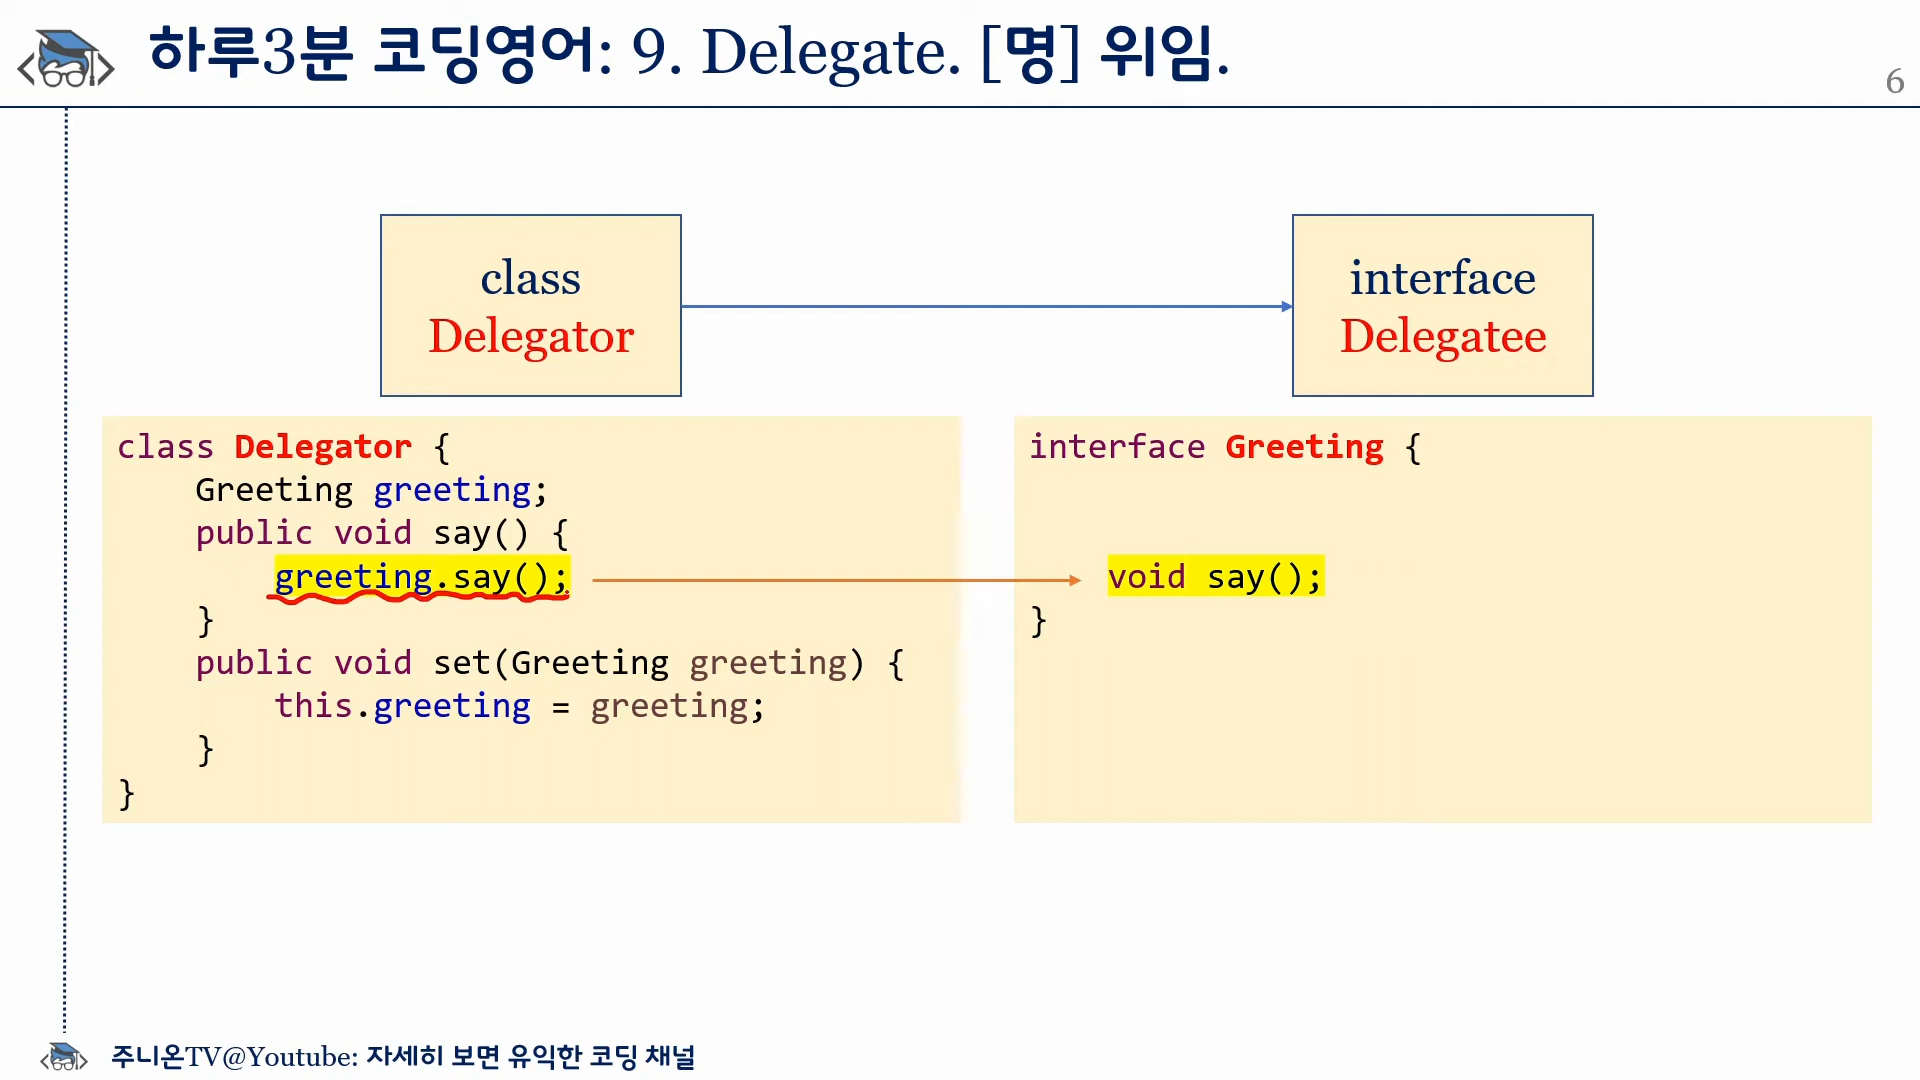 하루3분 코딩영어: 9. Delegate. [명] 위임.
6
class
Delegator
interface
Delegatee
class Delegator {
    Greeting greeting;
    public void say() {
        greeting.say();
    }
    public void set(Greeting greeting) {
        this.greeting = greeting;
    }
}
interface Greeting {
    void say();
}
주니온TV@Youtube: 자세히 보면 유익한 코딩 채널